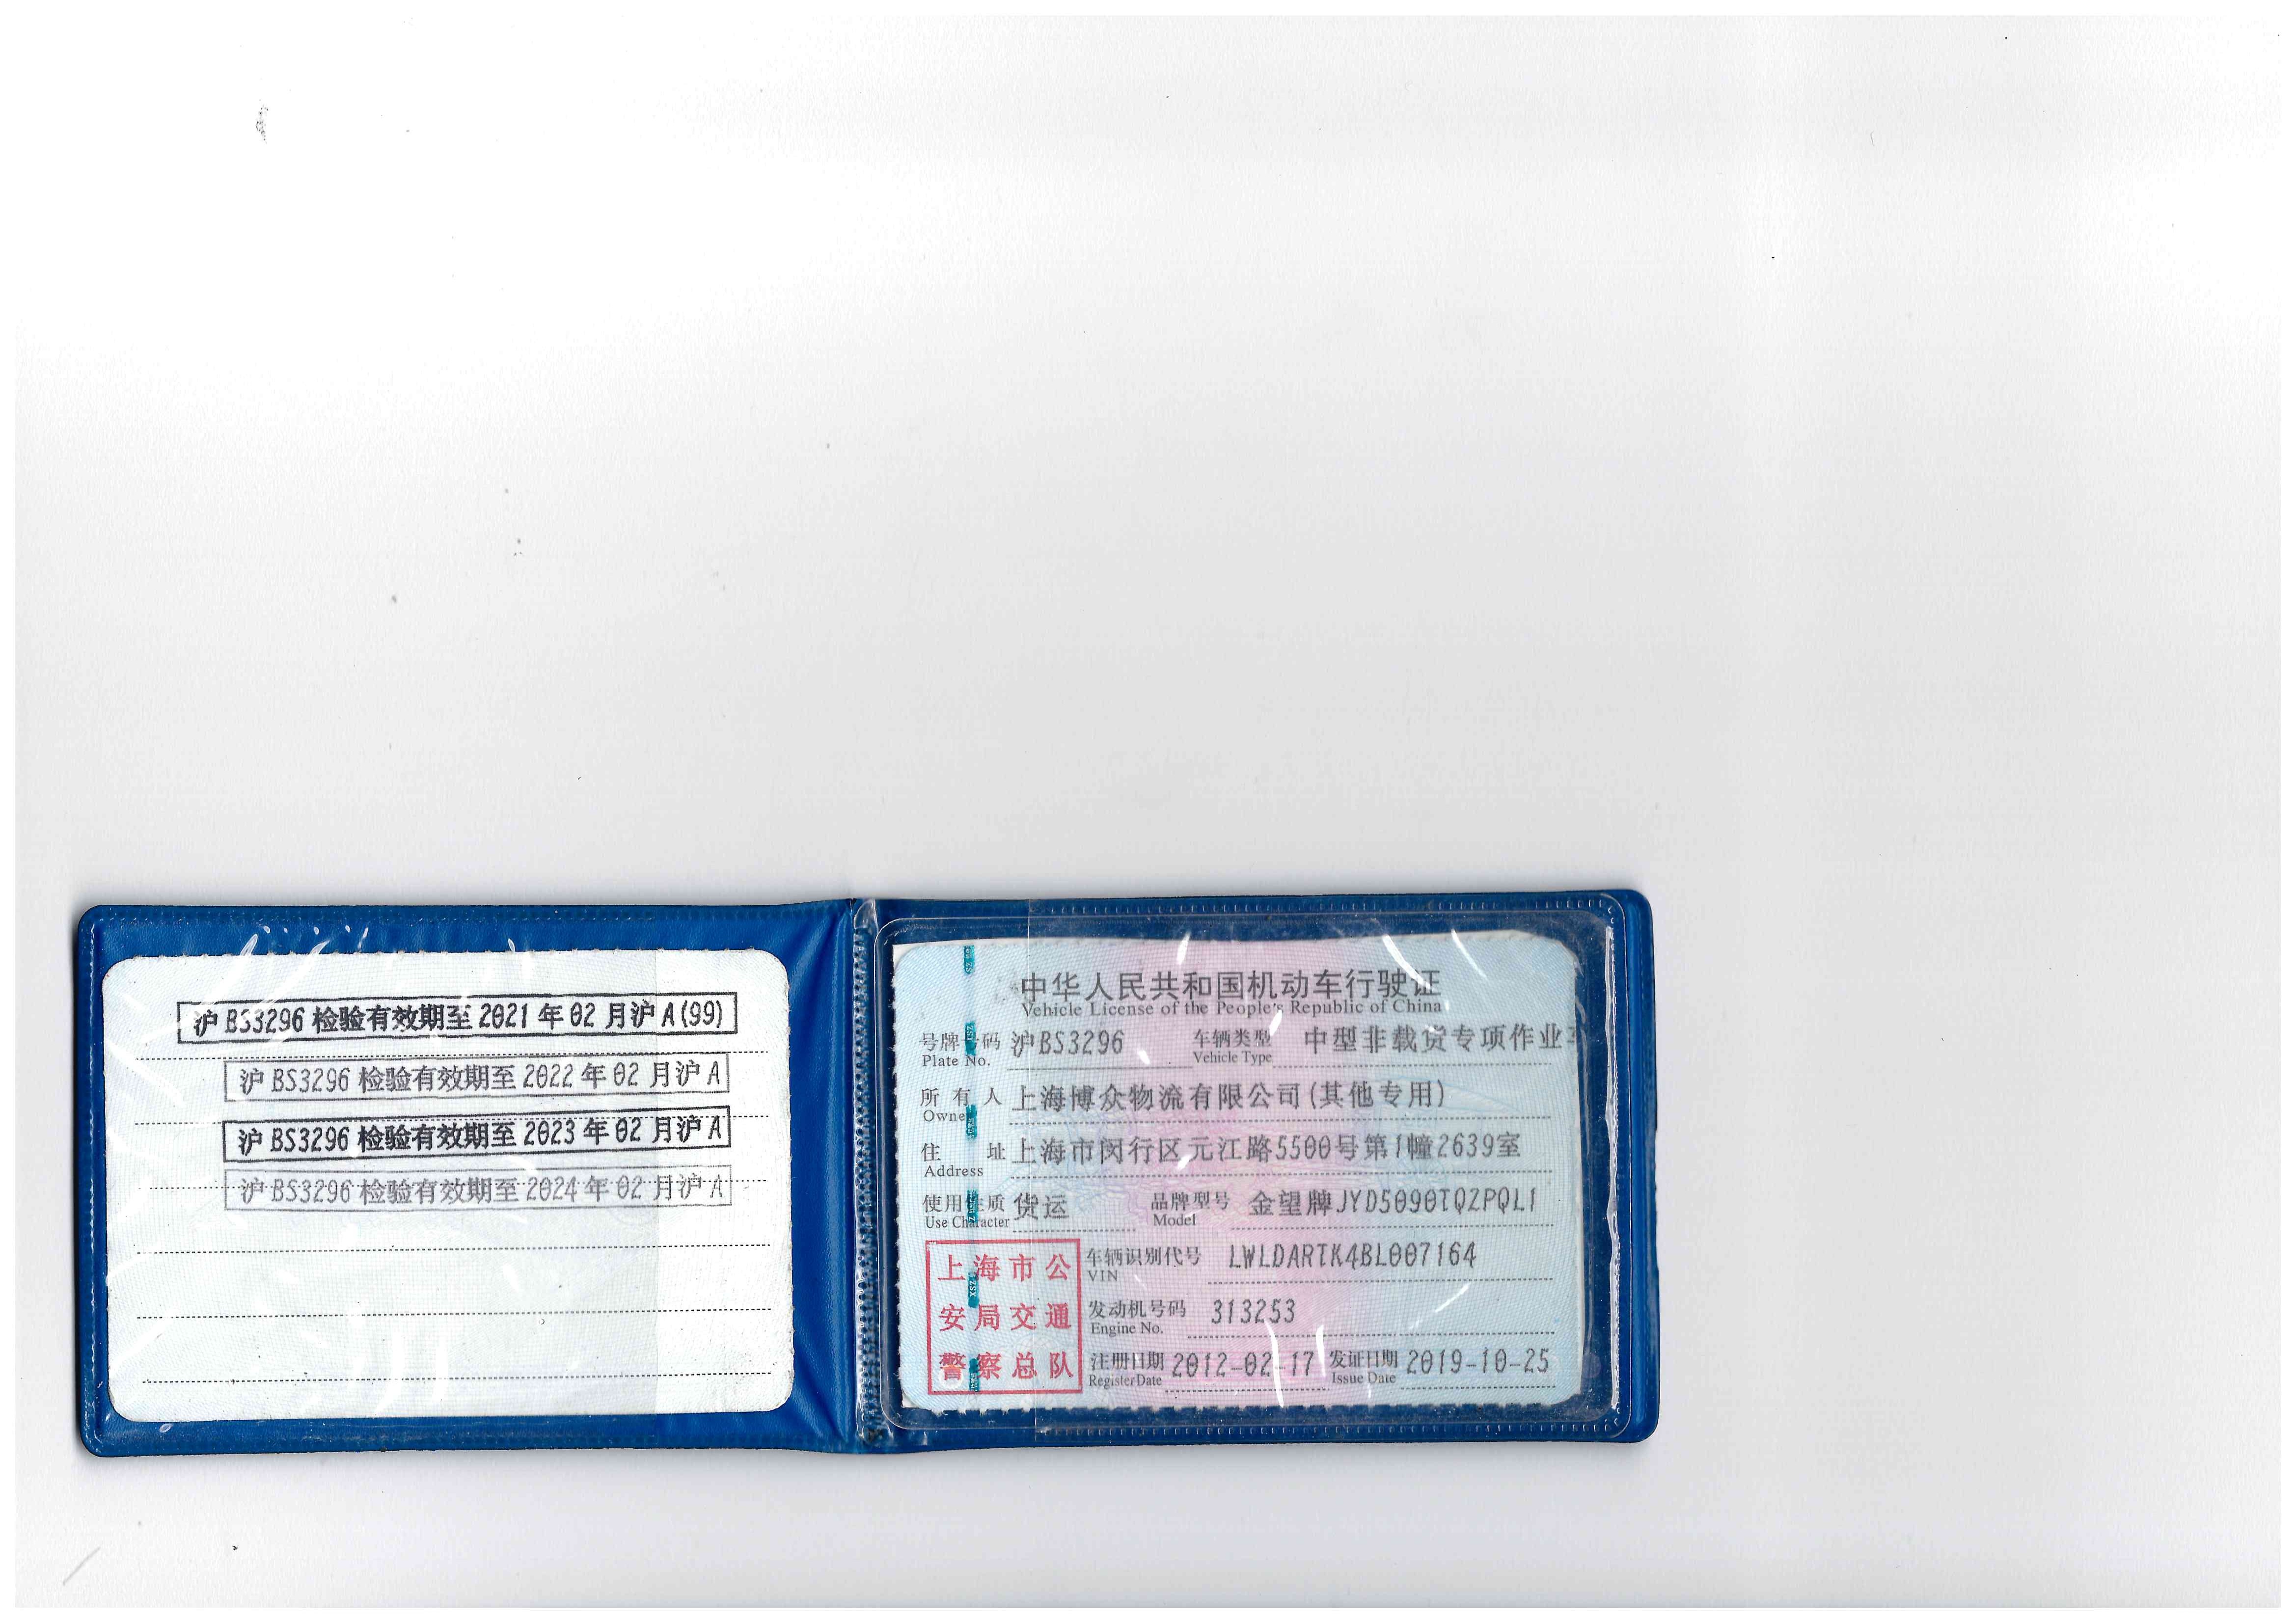 沪BS3296检验有效期至2021年02月沪A(99)
沪BS3296检验有效期至2022年02月沪A
沪BS3296检验有效期至2023年02月沪A
沪BS3296检验有效期至2024年02月沪A
中华人民共和国机动车行驶证
Vehicle License of the People's Republic of China
号牌号码 沪BS3296 车辆类型 中型非载货专项作业车
Plate No. Vehicle Type
所有人 上海博众物流有限公司(其他专用)
Owner
住址 上海市闵行区元江路5500号第1幢2639室
Address
使用性质 货运 品牌型号 金望牌JYD5090TQZPQL1
Use Character Model
车辆识别代号 LWLDARTK4BL007164
VIN
发动机号码 313253
Engine No.
注册日期 2012-02-17 发证日期 2019-10-25
Register Date Issue Date
上海市公
安局交通
警察总队